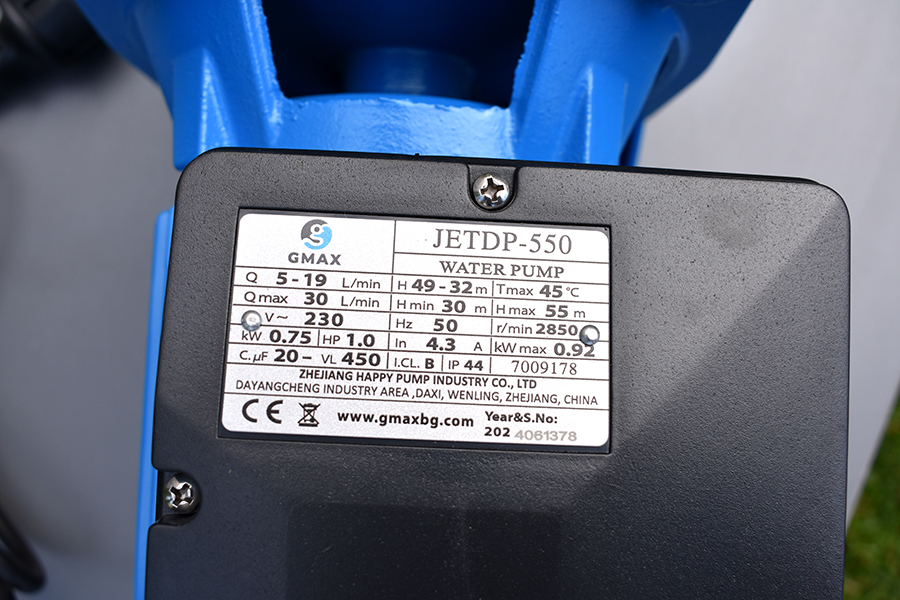 g
GMAX
JETDP-550
WATER PUMP
Q 5-19 L/min H 49-32 m Tmax 45°C
Qmax 30 L/min Hmin 30 m Hmax 55 m
V~ 230 Hz 50 r/min 2850
kW 0.75 HP 1.0 In 4.3 A kWmax 0.92
C.µF 20- VL 450 I.CL. B IP 44 7009178
ZHEJIANG HAPPY PUMP INDUSTRY CO., LTD
DAYANGCHENG INDUSTRY AREA ,DAXI, WENLING, ZHEJIANG, CHINA
CE www.gmaxbg.com Year&S.No:
202 4061378